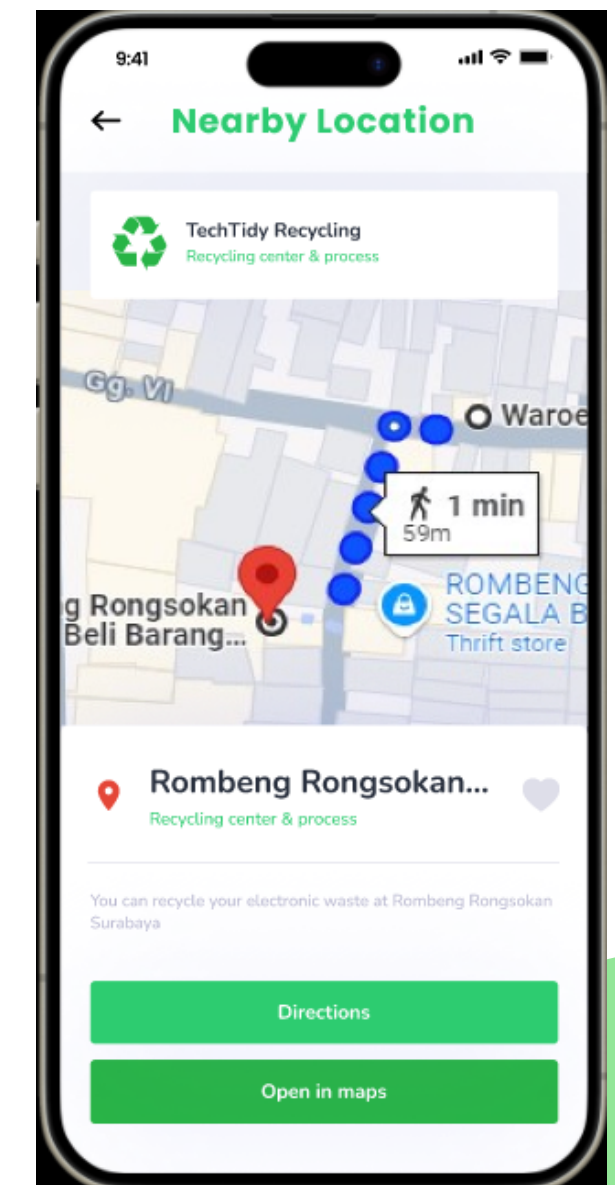 9:41
Nearby Location
TechTidy Recycling
Recycling center & process
Gg. VI
Waroe
1 min
59m
g Rongsokan
Beli Barang...
ROMBENG
SEGALA B
Thrift store
Rombeng Rongsokan...
Recycling center & process
You can recycle your electronic waste at Rombeng Rongsokan
Surabaya
Directions
Open in maps